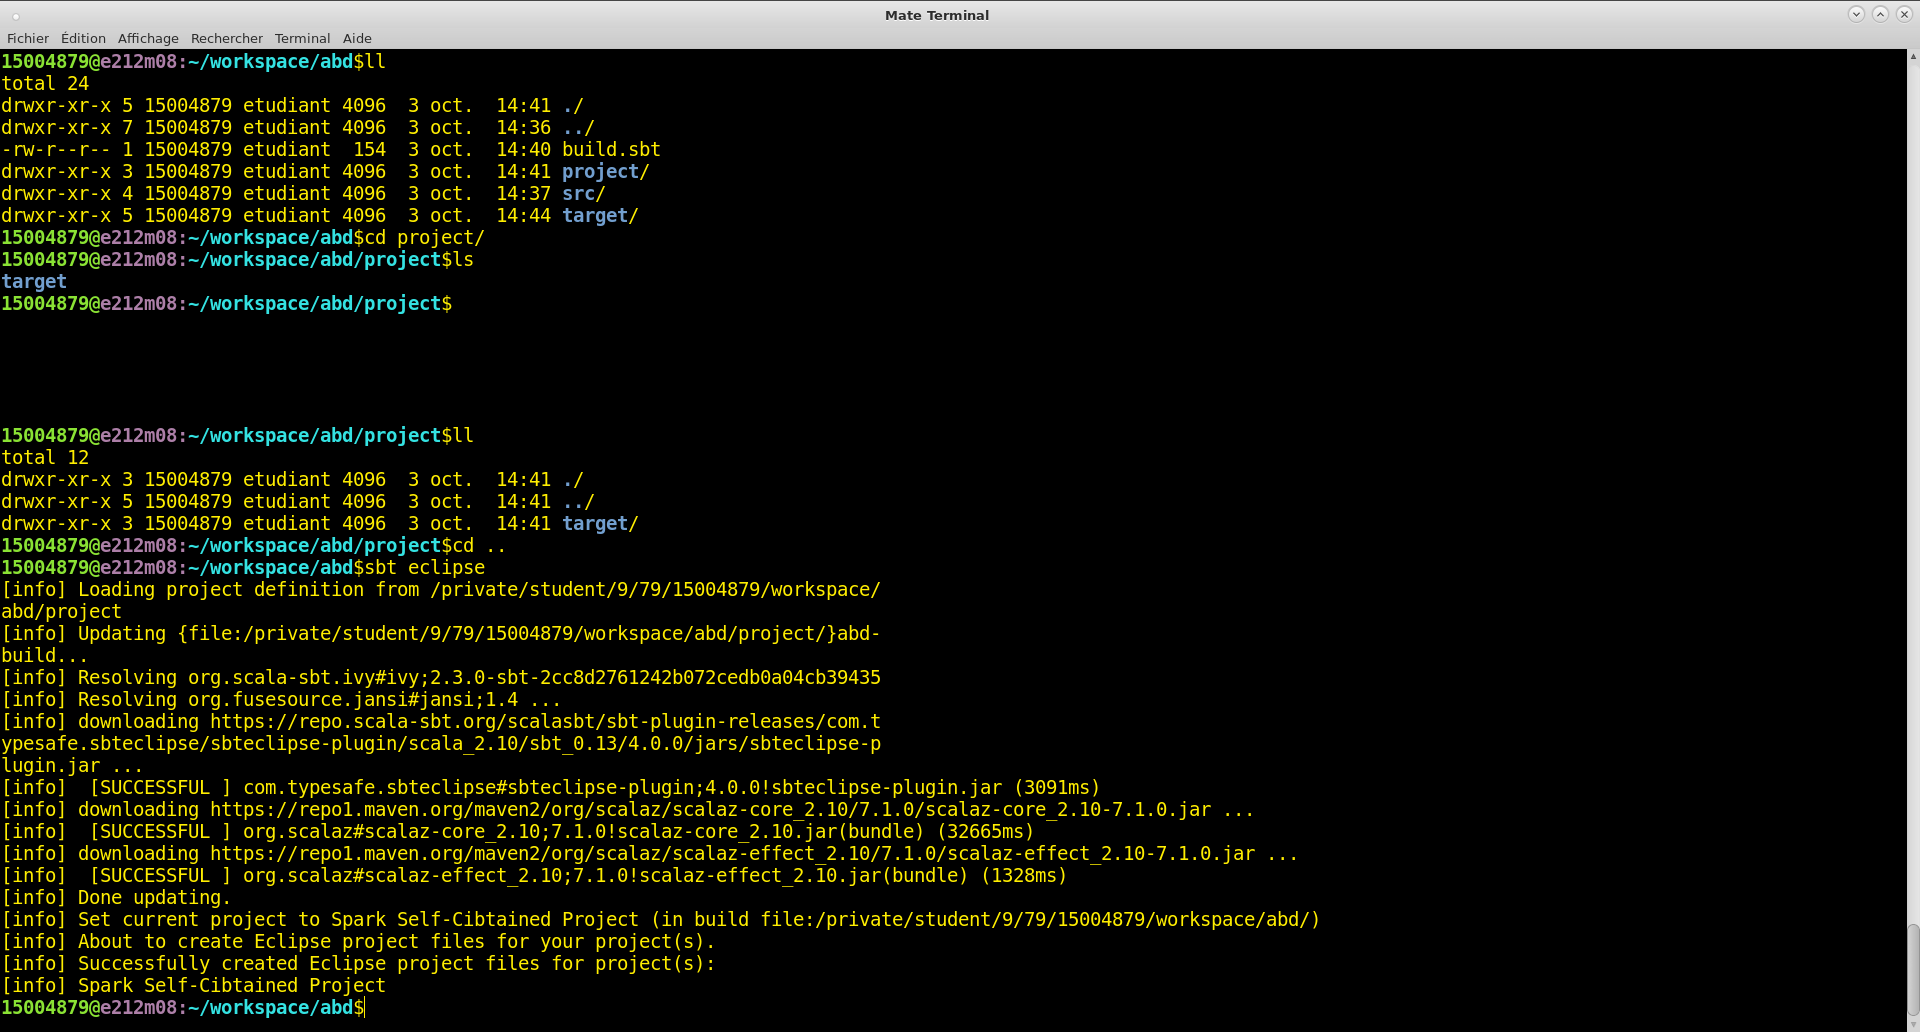 Mate Terminal
Fichier Édition Affichage Rechercher Terminal Aide
15004879@e212m08:~/workspace/abd$ll
total 24
drwxr-xr-x 5 15004879 etudiant 4096  3 oct.  14:41 ./
drwxr-xr-x 7 15004879 etudiant 4096  3 oct.  14:36 ../
-rw-r--r-- 1 15004879 etudiant  154  3 oct.  14:40 build.sbt
drwxr-xr-x 3 15004879 etudiant 4096  3 oct.  14:41 project/
drwxr-xr-x 4 15004879 etudiant 4096  3 oct.  14:37 src/
drwxr-xr-x 5 15004879 etudiant 4096  3 oct.  14:44 target/
15004879@e212m08:~/workspace/abd$cd project/
15004879@e212m08:~/workspace/abd/project$ls
target
15004879@e212m08:~/workspace/abd/project$
15004879@e212m08:~/workspace/abd/project$ll
total 12
drwxr-xr-x 3 15004879 etudiant 4096  3 oct.  14:41 ./
drwxr-xr-x 5 15004879 etudiant 4096  3 oct.  14:41 ../
drwxr-xr-x 3 15004879 etudiant 4096  3 oct.  14:41 target/
15004879@e212m08:~/workspace/abd/project$cd ..
15004879@e212m08:~/workspace/abd$sbt eclipse
[info] Loading project definition from /private/student/9/79/15004879/workspace/
abd/project
[info] Updating {file:/private/student/9/79/15004879/workspace/abd/project/}abd-
build...
[info] Resolving org.scala-sbt.ivy#ivy;2.3.0-sbt-2cc8d2761242b072cedb0a04cb39435
[info] Resolving org.fusesource.jansi#jansi;1.4 ...
[info] downloading https://repo.scala-sbt.org/scalasbt/sbt-plugin-releases/com.t
ypesafe.sbteclipse/sbteclipse-plugin/scala_2.10/sbt_0.13/4.0.0/jars/sbteclipse-p
lugin.jar ...
[info]  [SUCCESSFUL ] com.typesafe.sbteclipse#sbteclipse-plugin;4.0.0!sbteclipse-plugin.jar (3091ms)
[info] downloading https://repo1.maven.org/maven2/org/scalaz/scalaz-core_2.10/7.1.0/scalaz-core_2.10-7.1.0.jar ...
[info]  [SUCCESSFUL ] org.scalaz#scalaz-core_2.10;7.1.0!scalaz-core_2.10.jar(bundle) (32665ms)
[info] downloading https://repo1.maven.org/maven2/org/scalaz/scalaz-effect_2.10/7.1.0/scalaz-effect_2.10-7.1.0.jar ...
[info]  [SUCCESSFUL ] org.scalaz#scalaz-effect_2.10;7.1.0!scalaz-effect_2.10.jar(bundle) (1328ms)
[info] Done updating.
[info] Set current project to Spark Self-Cibtained Project (in build file:/private/student/9/79/15004879/workspace/abd/)
[info] About to create Eclipse project files for your project(s).
[info] Successfully created Eclipse project files for project(s):
[info] Spark Self-Cibtained Project
15004879@e212m08:~/workspace/abd$